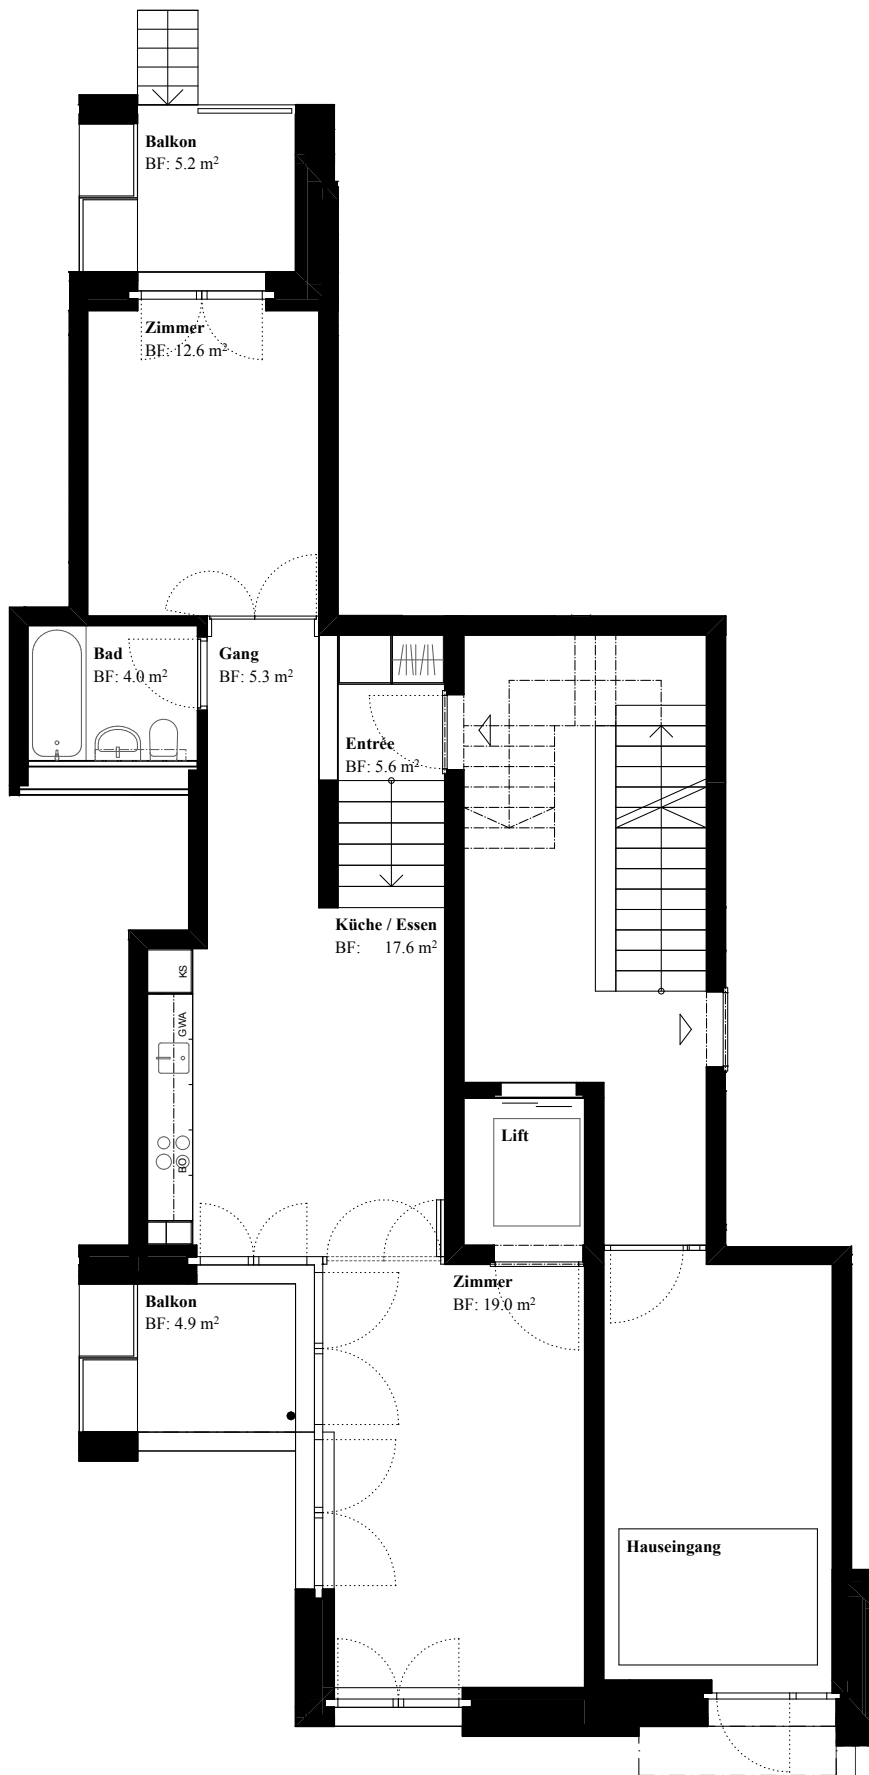 Balkon
BF: 5.2 m²
Zimmer
BF: 12.6 m²
Bad
BF: 4.0 m²
Gang
BF: 5.3 m²
Entrée
BF: 5.6 m²
Küche / Essen
BF: 17.6 m²
KS
GWA
BO
Lift
Zimmer
BF: 19.0 m²
Balkon
BF: 4.9 m²
Hauseingang